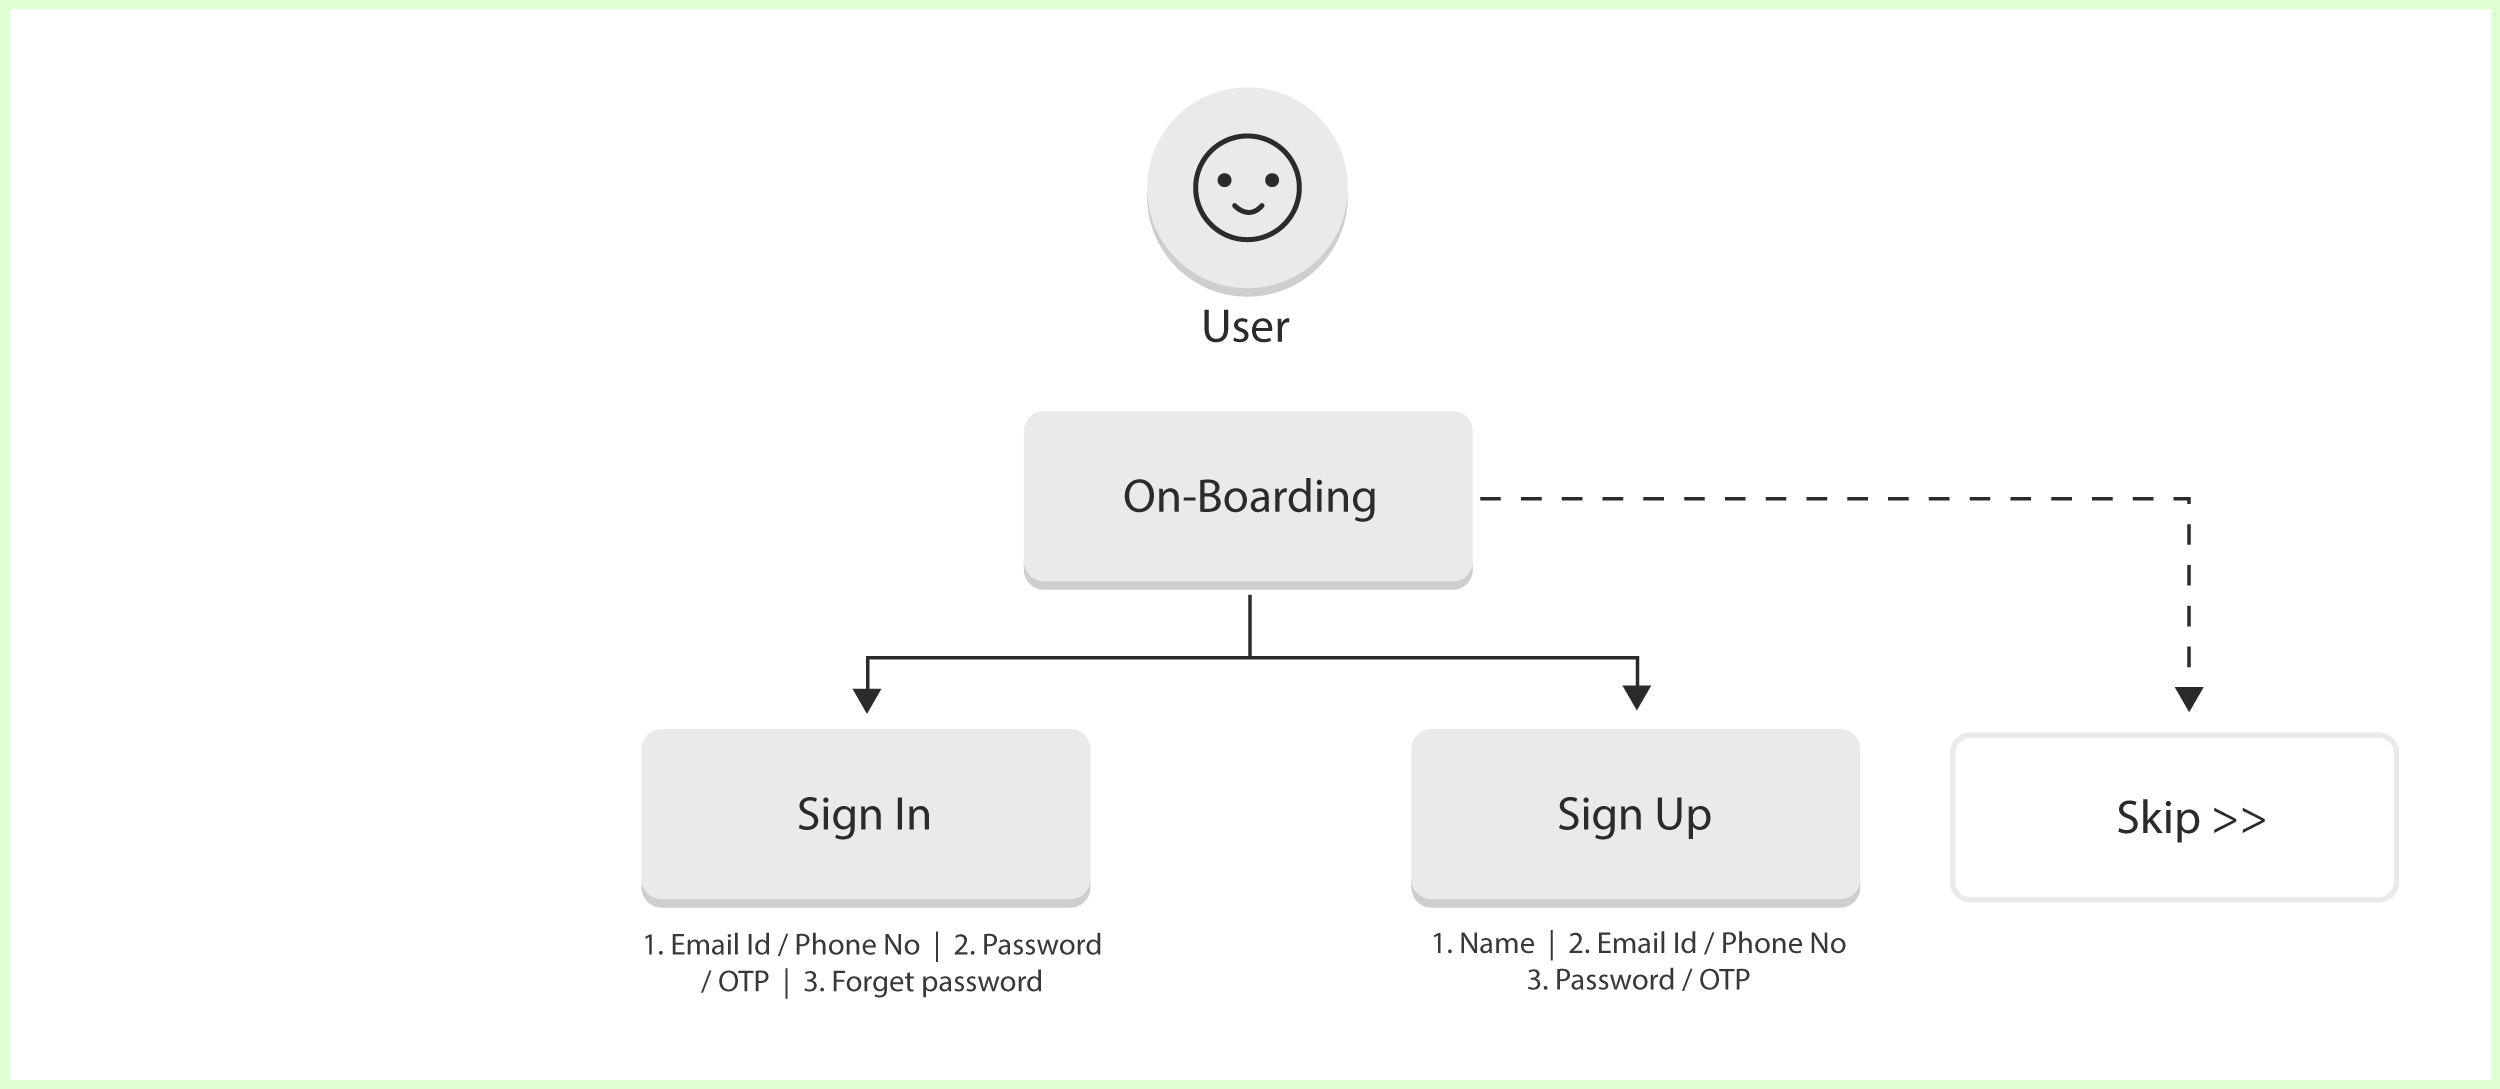 User
On-Boarding
Sign In
1. Email Id / Phone No | 2. Password
/ OTP | 3. Forget password
Sign Up
1. Name | 2. Email Id / Phone No
3. Password / OTP
Skip >>